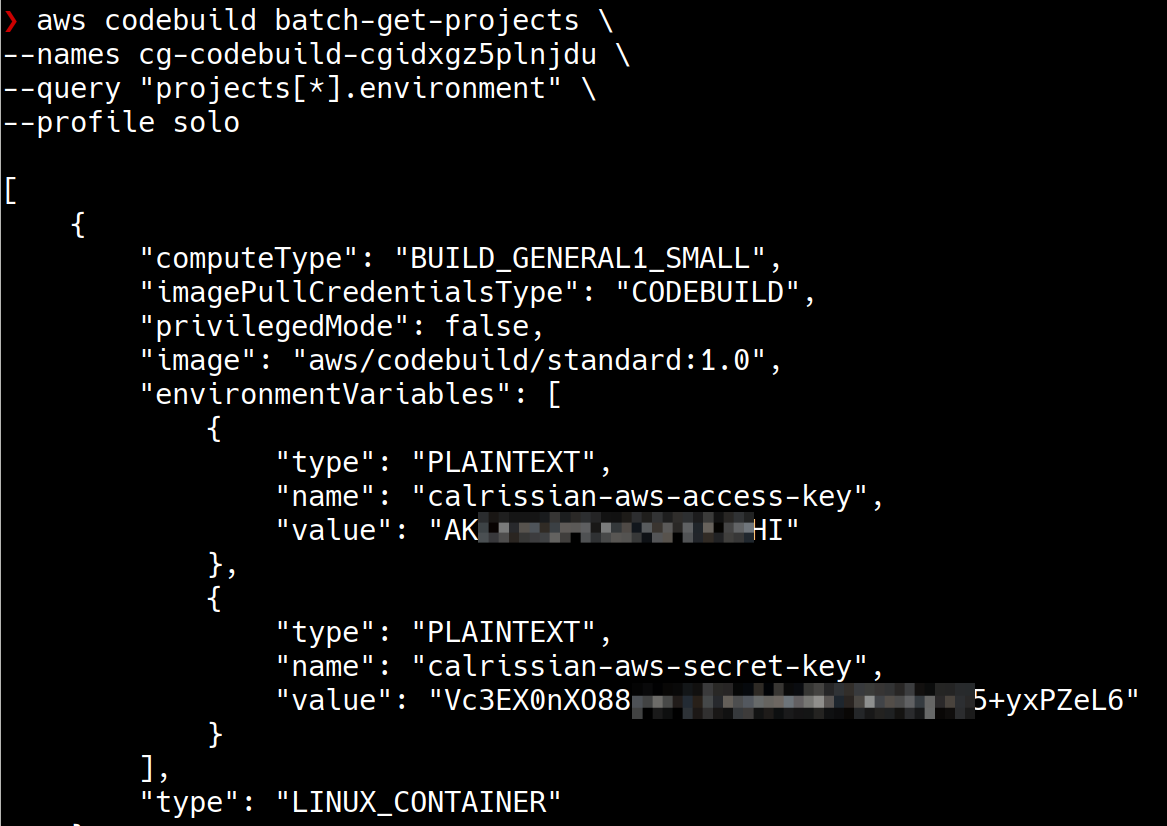 ❯ aws codebuild batch-get-projects \
--names cg-codebuild-cgidxgz5plnjdu \
--query "projects[*].environment" \
--profile solo
[
{
"computeType": "BUILD_GENERAL1_SMALL",
"imagePullCredentialsType": "CODEBUILD",
"privilegedMode": false,
"image": "aws/codebuild/standard:1.0",
"environmentVariables": [
{
"type": "PLAINTEXT",
"name": "calrissian-aws-access-key",
"value": "AK HI"
},
{
"type": "PLAINTEXT",
"name": "calrissian-aws-secret-key",
"value": "Vc3EX0nXO88 5+yxPZeL6"
}
],
"type": "LINUX_CONTAINER"